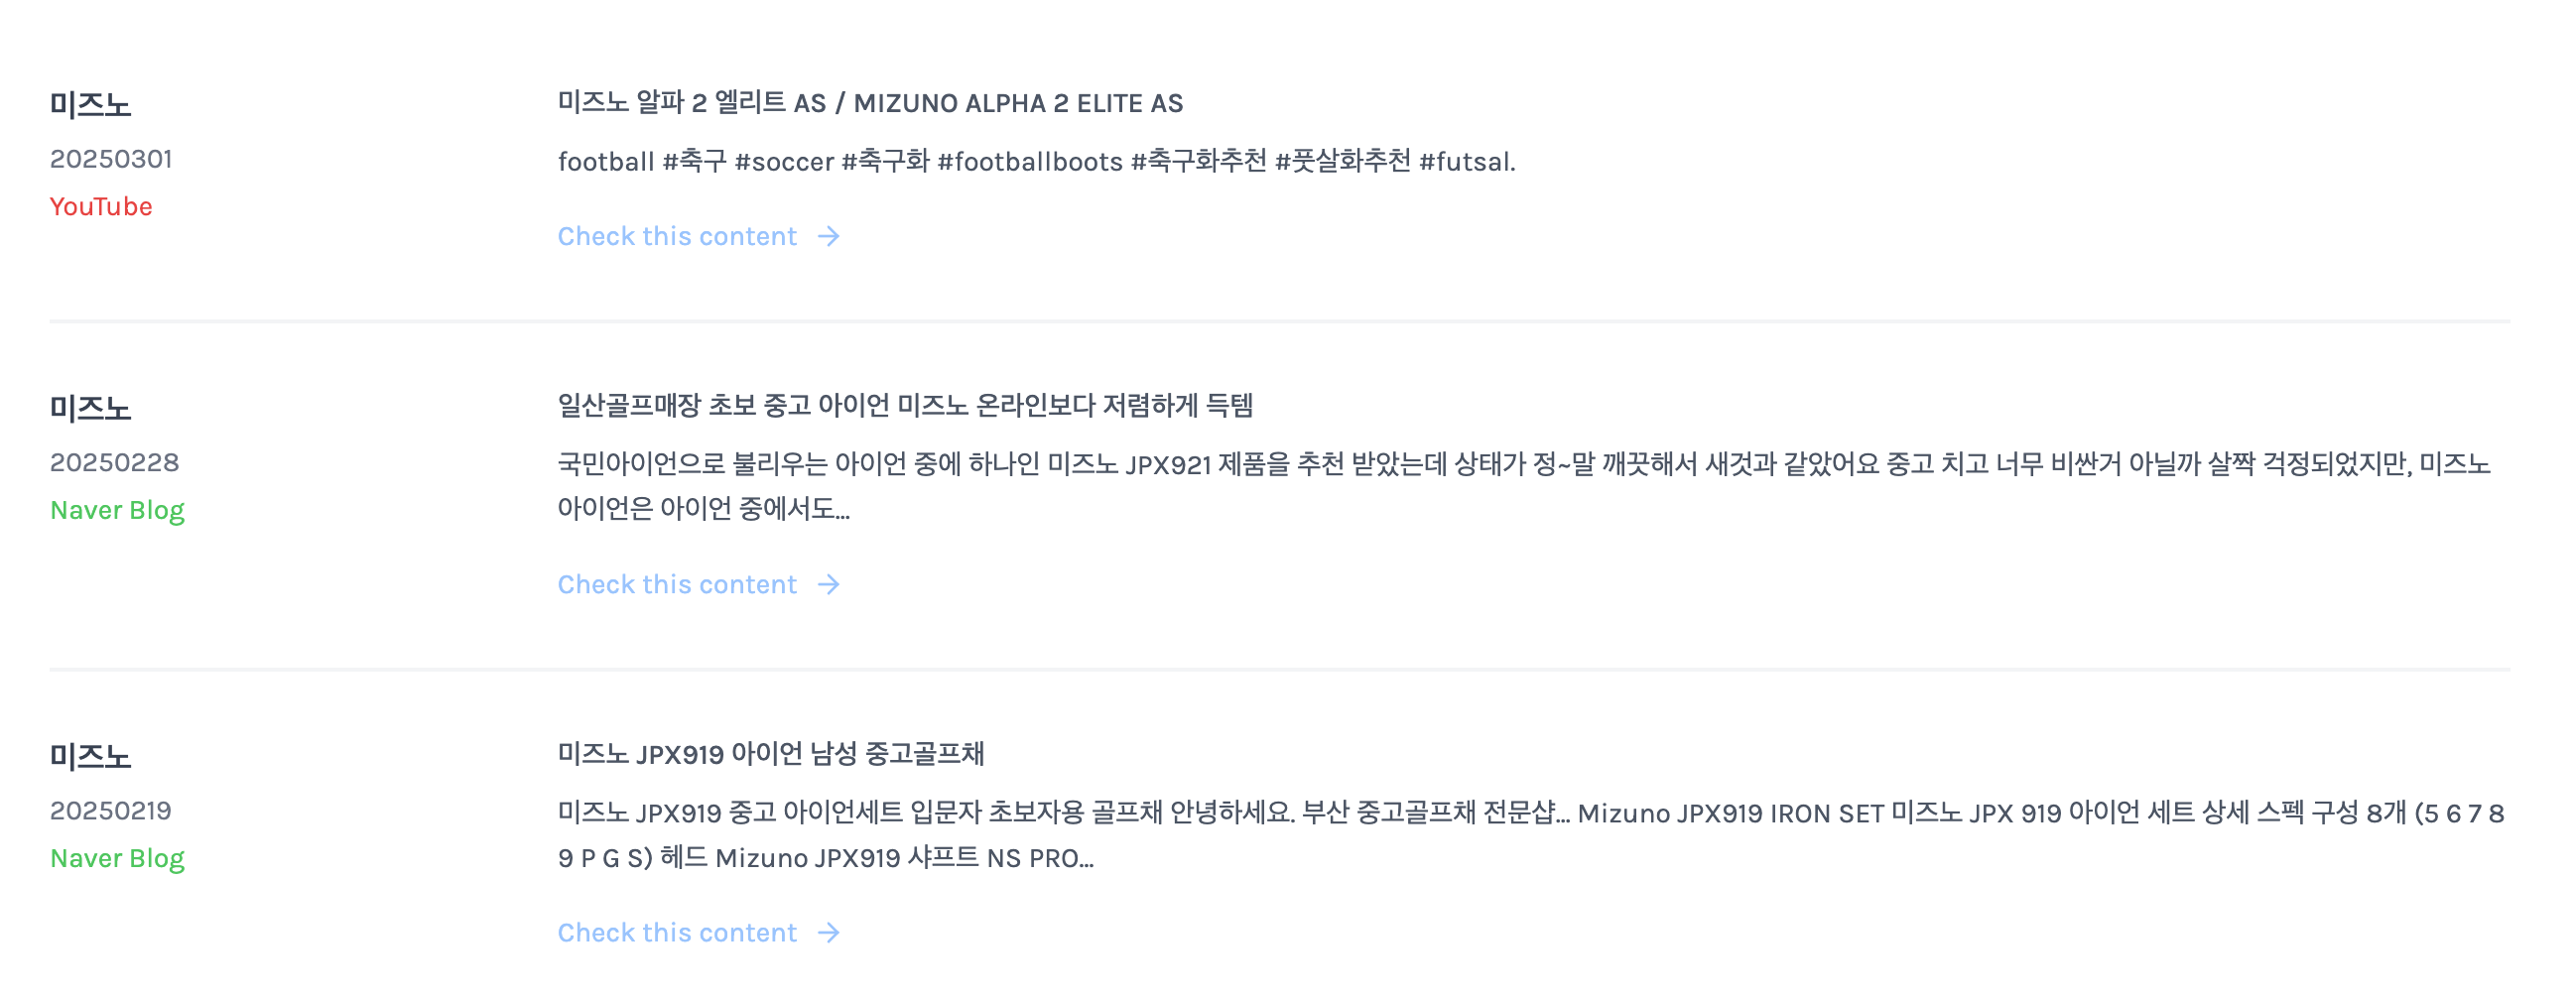 미즈노
20250301
YouTube
미즈노 알파 2 엘리트 AS / MIZUNO ALPHA 2 ELITE AS
football #축구 #soccer #축구화 #footballboots #축구화추천 #풋살화추천 #futsal.
Check this content →
미즈노
20250228
Naver Blog
일산골프매장 초보 중고 아이언 미즈노 온라인보다 저렴하게 득템
국민아이언으로 불리우는 아이언 중에 하나인 미즈노 JPX921 제품을 추천 받았는데 상태가 정~말 깨끗해서 새것과 같았어요 중고 치고 너무 비싼거 아닐까 살짝 걱정되었지만, 미즈노
아이언은 아이언 중에서도...
Check this content →
미즈노
20250219
Naver Blog
미즈노 JPX919 아이언 남성 중고골프채
미즈노 JPX919 중고 아이언세트 입문자 초보자용 골프채 안녕하세요. 부산 중고골프채 전문샵... Mizuno JPX919 IRON SET 미즈노 JPX 919 아이언 세트 상세 스펙 구성 8개 (5 6 7 8
9 P G S) 헤드 Mizuno JPX919 샤프트 NS PRO...
Check this content →